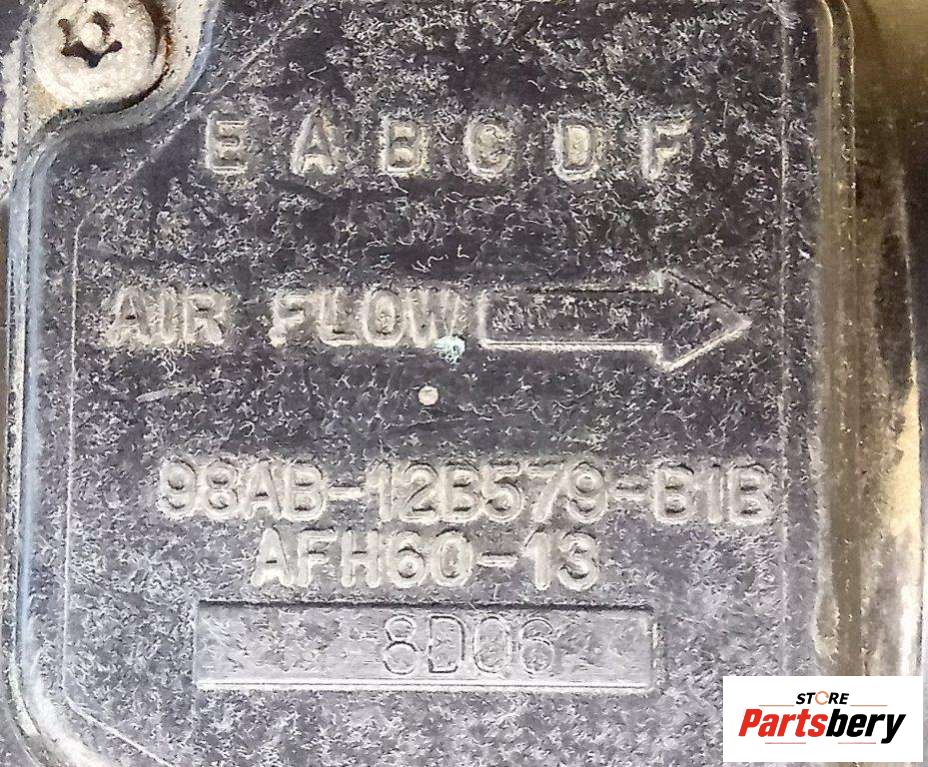 E A B C D F
AIR FLOW
98AB-12B579-B1B
AFH60-13
8D06
STORE
Partsbery